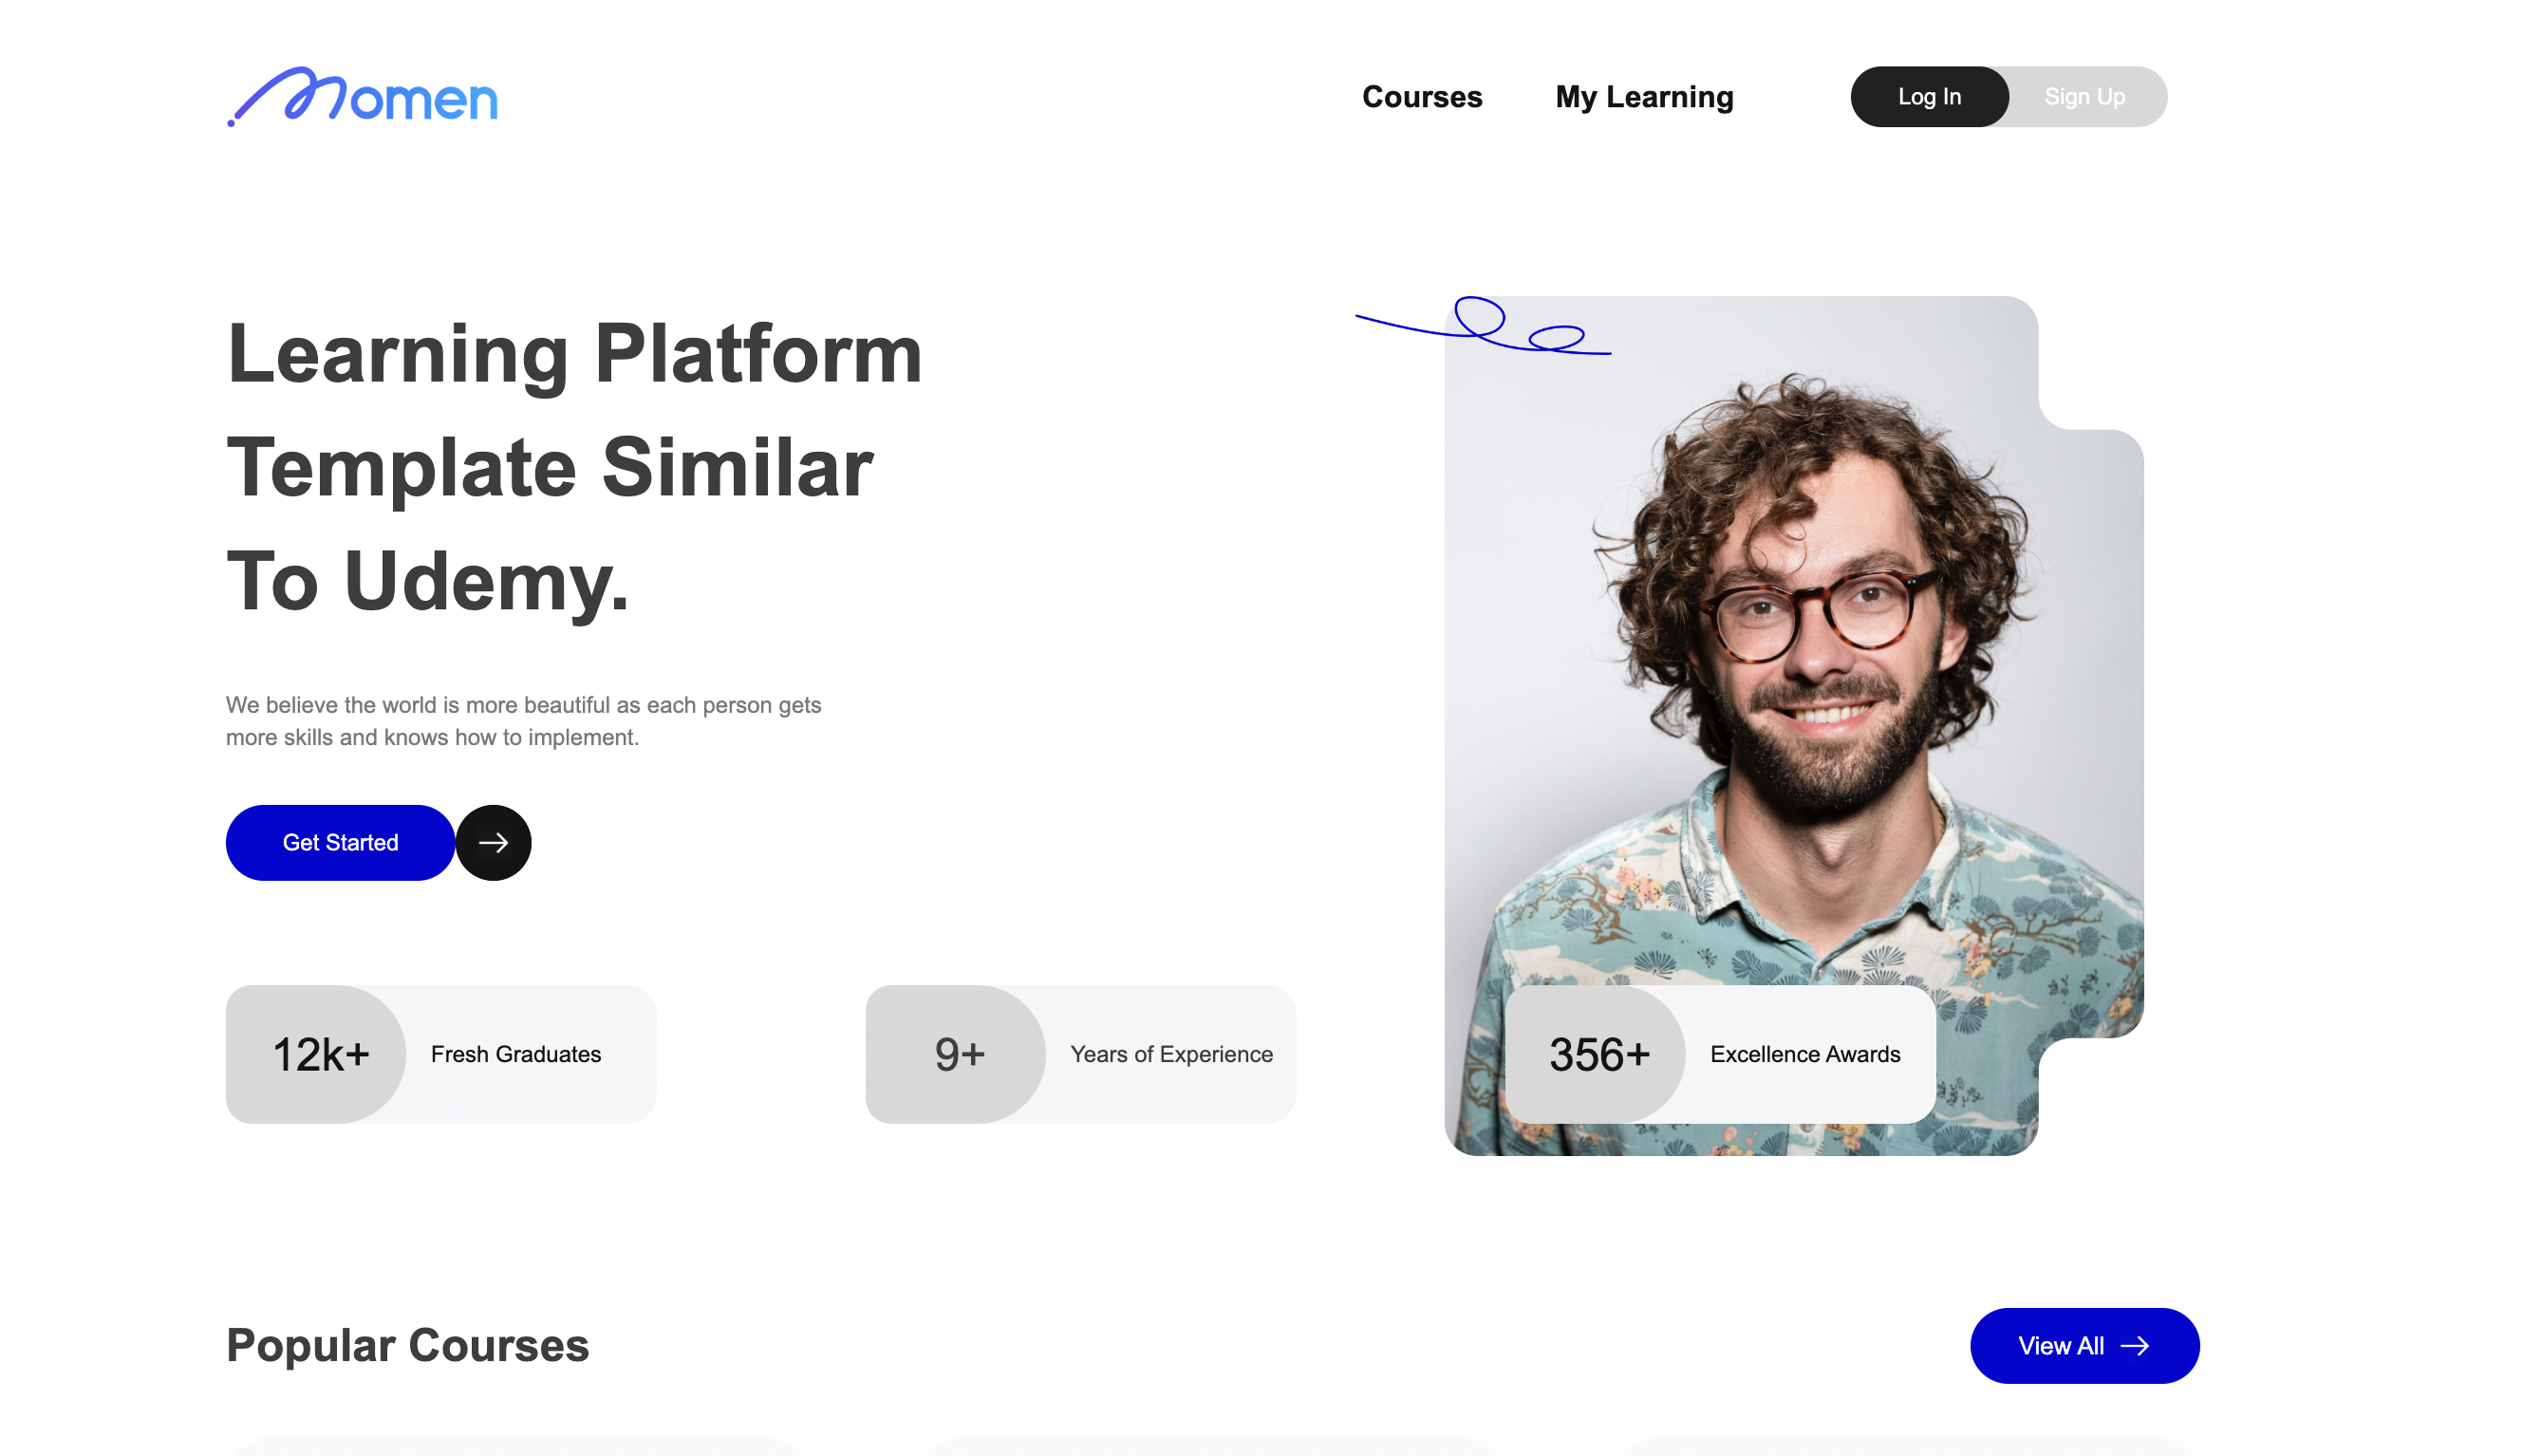 Momen
Courses
My Learning
Log In
Sign Up
Learning Platform
Template Similar
To Udemy.
We believe the world is more beautiful as each person gets
more skills and knows how to implement.
Get Started
12k+
Fresh Graduates
9+
Years of Experience
356+
Excellence Awards
Popular Courses
View All